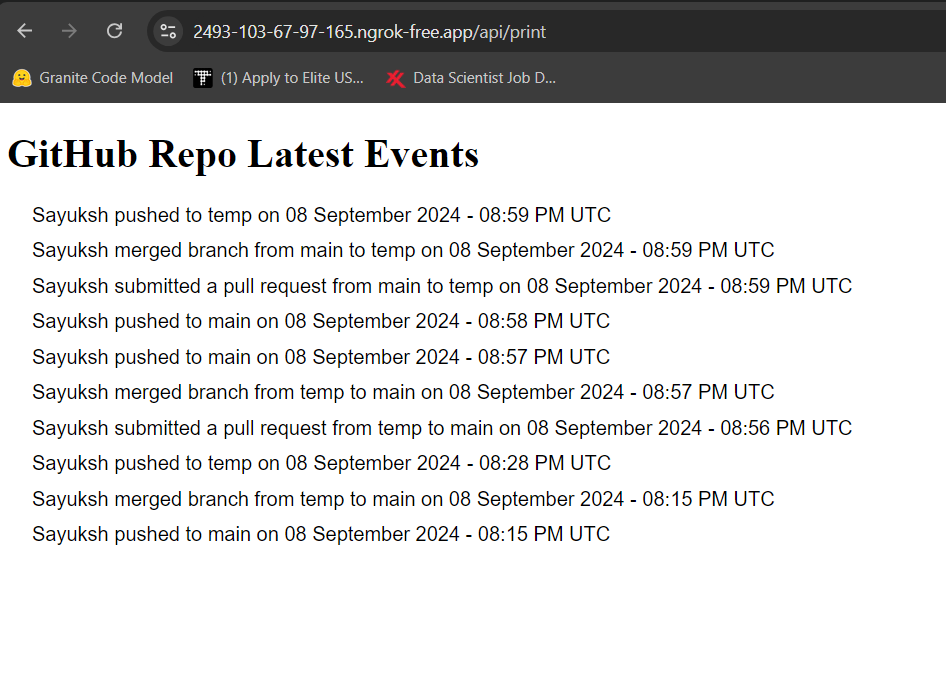 2493-103-67-97-165.ngrok-free.app/api/print
Granite Code Model (1) Apply to Elite US... Data Scientist Job D...
GitHub Repo Latest Events
Sayuksh pushed to temp on 08 September 2024 - 08:59 PM UTC
Sayuksh merged branch from main to temp on 08 September 2024 - 08:59 PM UTC
Sayuksh submitted a pull request from main to temp on 08 September 2024 - 08:59 PM UTC
Sayuksh pushed to main on 08 September 2024 - 08:58 PM UTC
Sayuksh pushed to main on 08 September 2024 - 08:57 PM UTC
Sayuksh merged branch from temp to main on 08 September 2024 - 08:57 PM UTC
Sayuksh submitted a pull request from temp to main on 08 September 2024 - 08:56 PM UTC
Sayuksh pushed to temp on 08 September 2024 - 08:28 PM UTC
Sayuksh merged branch from temp to main on 08 September 2024 - 08:15 PM UTC
Sayuksh pushed to main on 08 September 2024 - 08:15 PM UTC